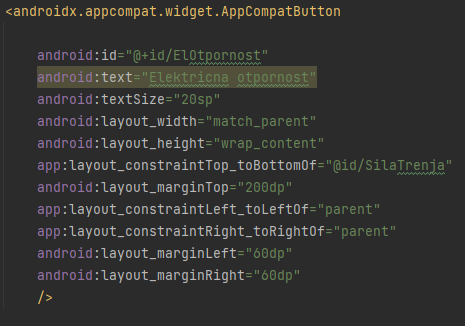 <androidx.appcompat.widget.AppCompatButton
android:id="@+id/ElOtpornost"
android:text="Elektricna otpornost"
android:textSize="20sp"
android:layout_width="match_parent"
android:layout_height="wrap_content"
app:layout_constraintTop_toBottomOf="@id/SilaTrenja"
android:layout_marginTop="200dp"
app:layout_constraintLeft_toLeftOf="parent"
app:layout_constraintRight_toRightOf="parent"
android:layout_marginLeft="60dp"
android:layout_marginRight="60dp"
/>